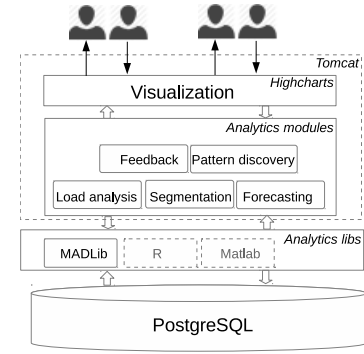 Tomcat
Highcharts
Visualization
Analytics modules
Feedback
Pattern discovery
Load analysis
Segmentation
Forecasting
Analytics libs
MADLib
R
Matlab
PostgreSQL